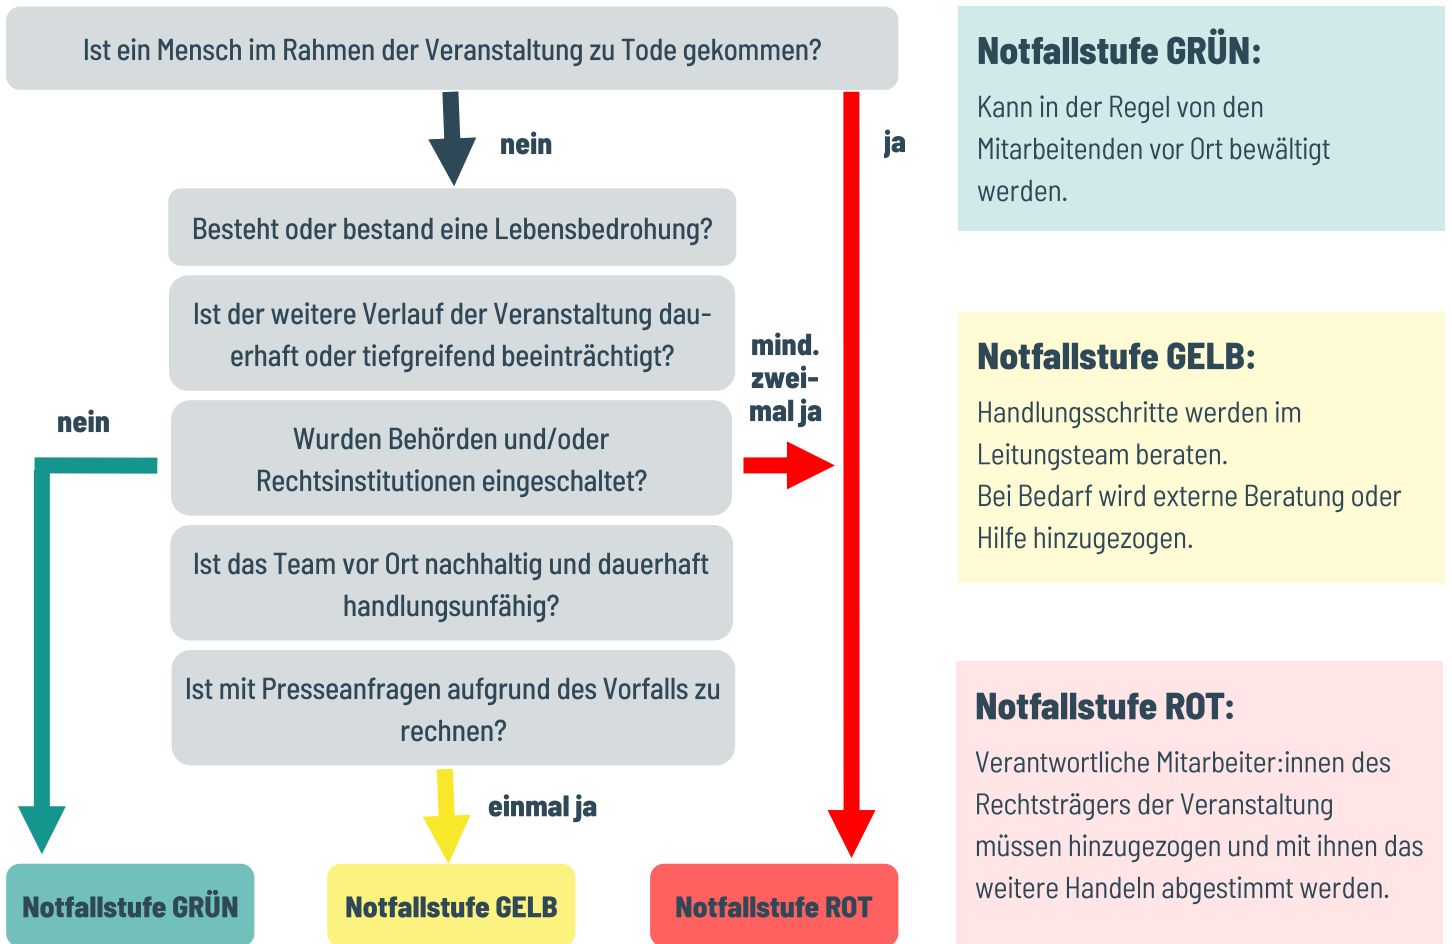 Ist ein Mensch im Rahmen der Veranstaltung zu Tode gekommen?
nein
ja
Besteht oder bestand eine Lebensbedrohung?
Ist der weitere Verlauf der Veranstaltung dau-
erhaft oder tiefgreifend beeinträchtigt?
mind.
zwei-
mal ja
nein
Wurden Behörden und/oder
Rechtsinstitutionen eingeschaltet?
Ist das Team vor Ort nachhaltig und dauerhaft
handlungsunfähig?
Ist mit Presseanfragen aufgrund des Vorfalls zu
rechnen?
einmal ja
Notfallstufe GRÜN
Notfallstufe GELB
Notfallstufe ROT
Notfallstufe GRÜN:
Kann in der Regel von den
Mitarbeitenden vor Ort bewältigt
werden.
Notfallstufe GELB:
Handlungsschritte werden im
Leitungsteam beraten.
Bei Bedarf wird externe Beratung oder
Hilfe hinzugezogen.
Notfallstufe ROT:
Verantwortliche Mitarbeiter:innen des
Rechtsträgers der Veranstaltung
müssen hinzugezogen und mit ihnen das
weitere Handeln abgestimmt werden.